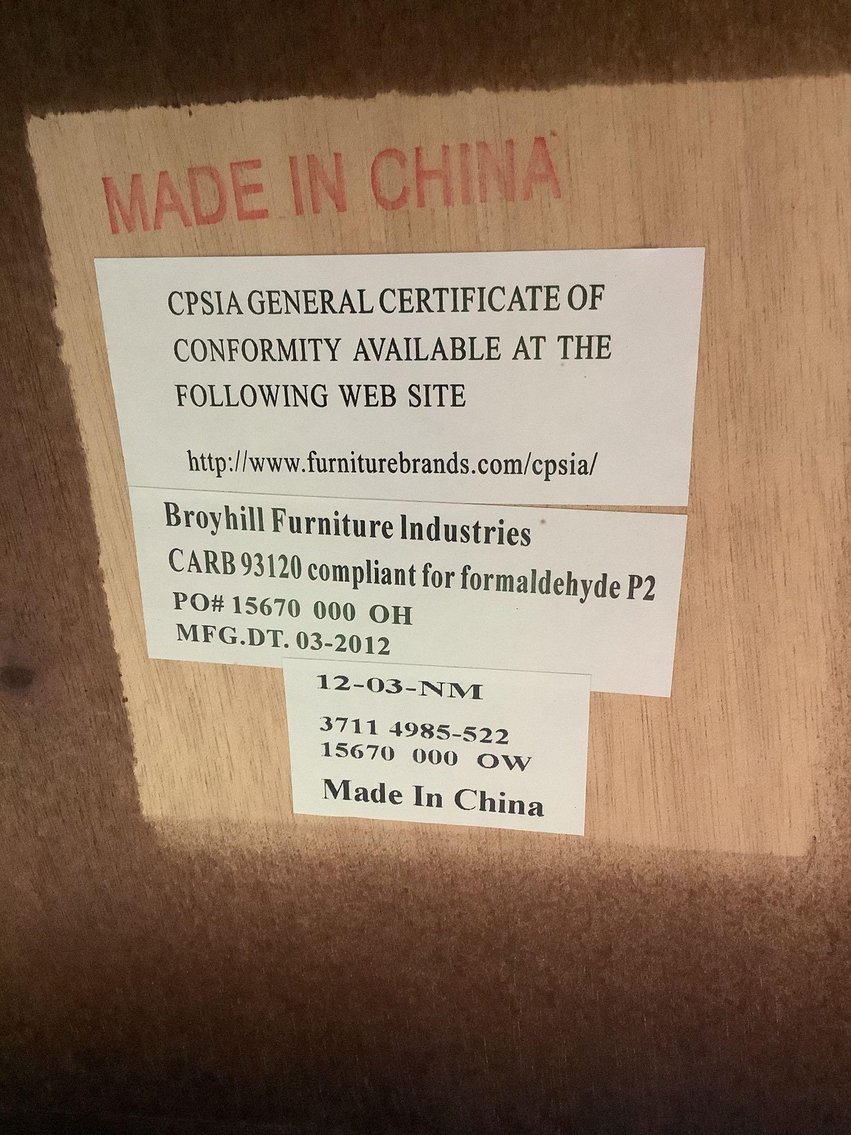 MADE IN CHINA
CPSIA GENERAL CERTIFICATE OF
CONFORMITY AVAILABLE AT THE
FOLLOWING WEB SITE
http://www.furniturebrands.com/cpsia/
Broyhill Furniture Industries
CARB 93120 compliant for formaldehyde P2
PO# 15670 000 OH
MFG.DT. 03-2012
12-03-NM
3711 4985-522
15670 000 OW
Made In China